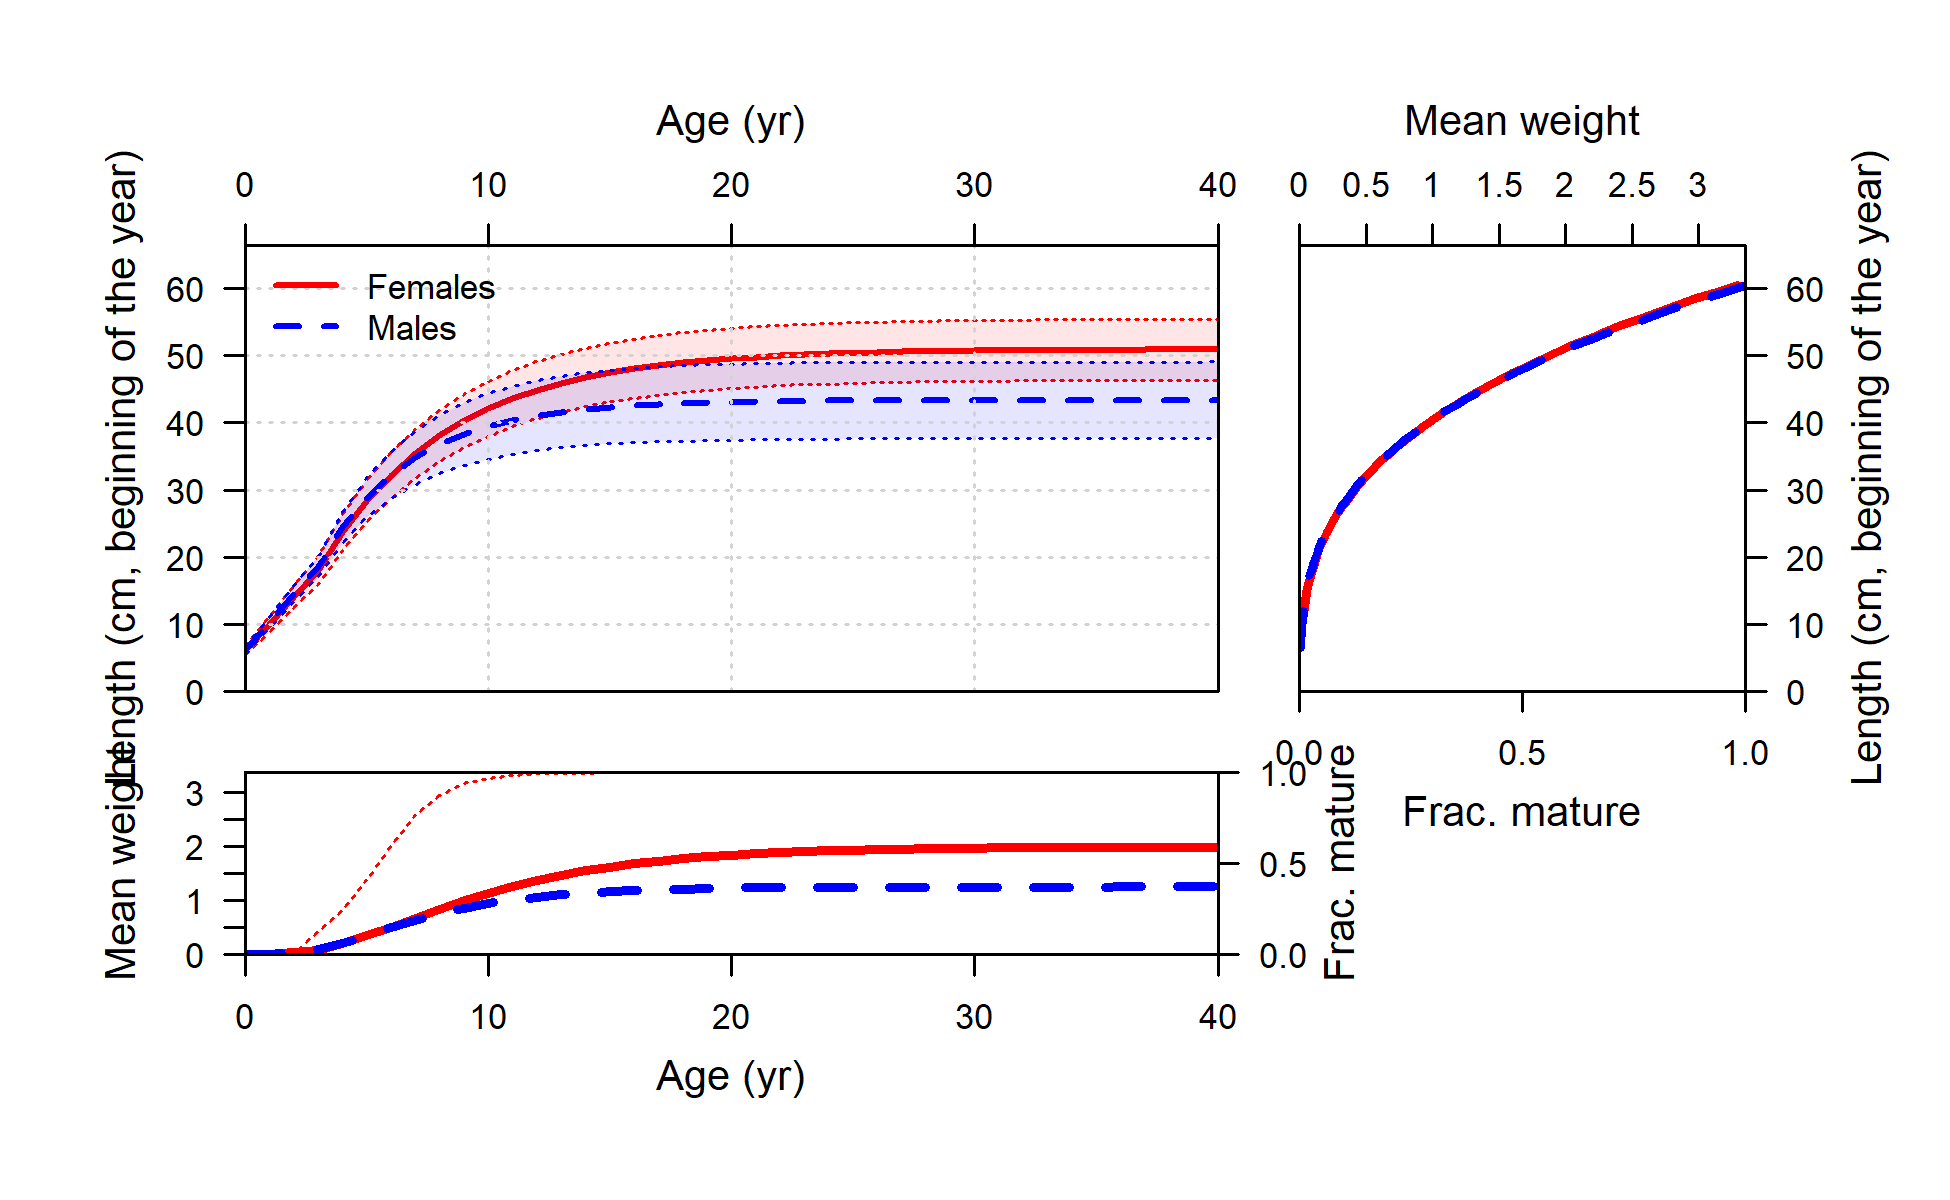 Age (yr)
Mean weight
0 10 20 30 40
0 0.5 1 1.5 2 2.5 3
Length (cm, beginning of the year)
60
50
40
30
20
10
0
Females
Males
60
50
40
30
20
10
0
Length (cm, beginning of the year)
0.0 0.5 1.0
Frac. mature
Mean weight
3
2
1
0
1.0
0.5
0.0
Frac. mature
0 10 20 30 40
Age (yr)